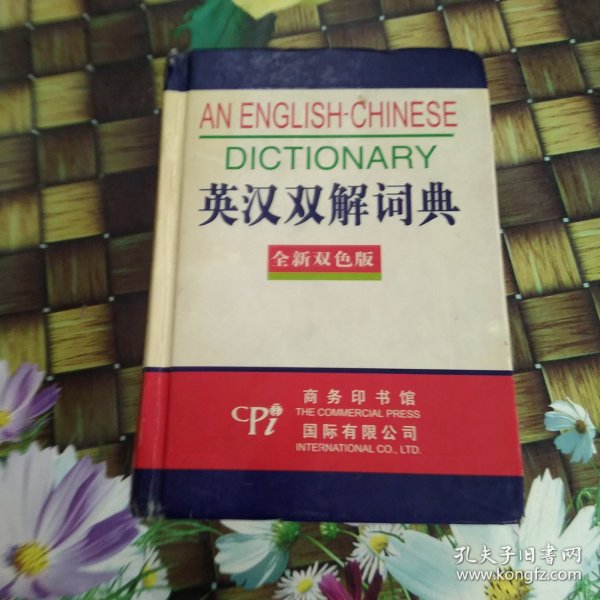 AN ENGLISH-CHINESE
DICTIONARY
英汉双解词典
全新双色版
CPi
商务印书馆
THE COMMERCIAL PRESS
国际有限公司
INTERNATIONAL CO., LTD.
孔夫子旧书网
www.kongfz.com